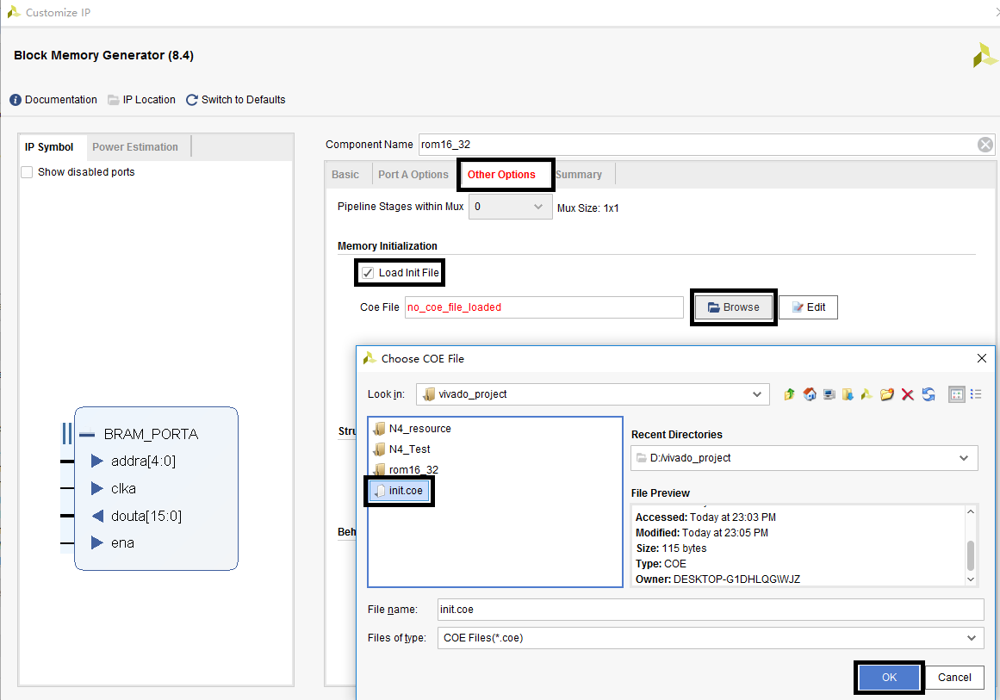 Customize IP
Block Memory Generator (8.4)
Documentation IP Location Switch to Defaults
IP Symbol Power Estimation
Show disabled ports
BRAM_PORTA
addra[4:0]
clka
douta[15:0]
ena
Component Name rom16_32
Basic Port A Options Other Options Summary
Pipeline Stages within Mux 0 Mux Size: 1x1
Memory Initialization
Load Init File
Coe File no_coe_file_loaded Browse Edit
Stru
Beh
Choose COE File
Look in: vivado_project
N4_resource
N4_Test
rom16_32
init.coe
Recent Directories
D:/vivado_project
File Preview
Accessed: Today at 23:03 PM
Modified: Today at 23:05 PM
Size: 115 bytes
Type: COE
Owner: DESKTOP-G1DHLQG\WJZ
File name: init.coe
Files of type: COE Files(*.coe)
OK Cancel